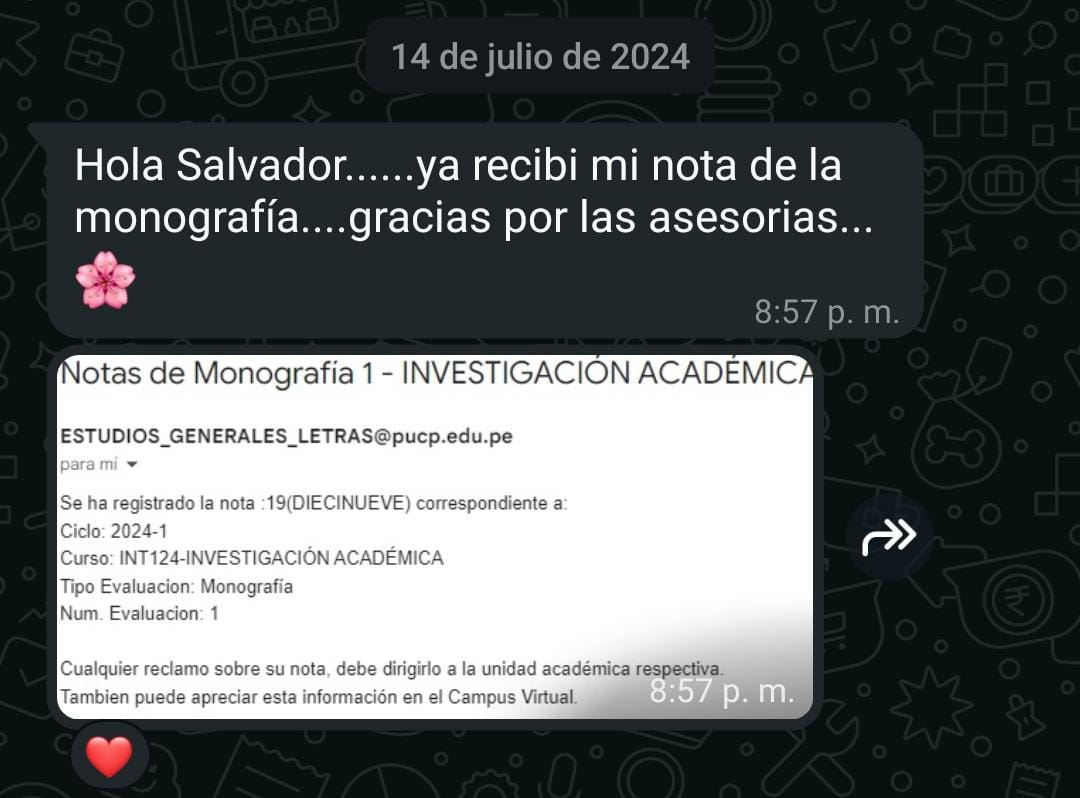 14 de julio de 2024
Hola Salvador......ya recibi mi nota de la
monografía....gracias por las asesorias...
🌸
8:57 p. m.
Notas de Monografía 1 - INVESTIGACIÓN ACADÉMICA
ESTUDIOS_GENERALES_LETRAS@pucp.edu.pe
para mí
Se ha registrado la nota :19(DIECINUEVE) correspondiente a:
Ciclo: 2024-1
Curso: INT124-INVESTIGACIÓN ACADÉMICA
Tipo Evaluacion: Monografía
Num. Evaluacion: 1
Cualquier reclamo sobre su nota, debe dirigirlo a la unidad académica respectiva.
Tambien puede apreciar esta información en el Campus Virtual.
8:57 p. m.
❤️